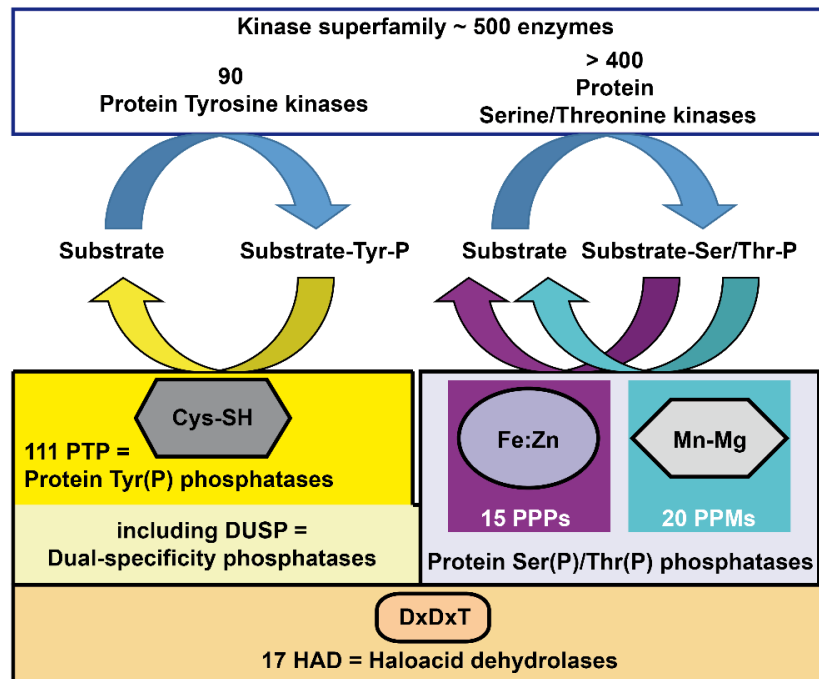 Kinase superfamily ~ 500 enzymes
90
Protein Tyrosine kinases
> 400
Protein
Serine/Threonine kinases
Substrate
Substrate-Tyr-P
Substrate
Substrate-Ser/Thr-P
Cys-SH
111 PTP =
Protein Tyr(P) phosphatases
including DUSP =
Dual-specificity phosphatases
Fe:Zn
15 PPPs
Mn-Mg
20 PPMs
Protein Ser(P)/Thr(P) phosphatases
DxDxT
17 HAD = Haloacid dehydrolases